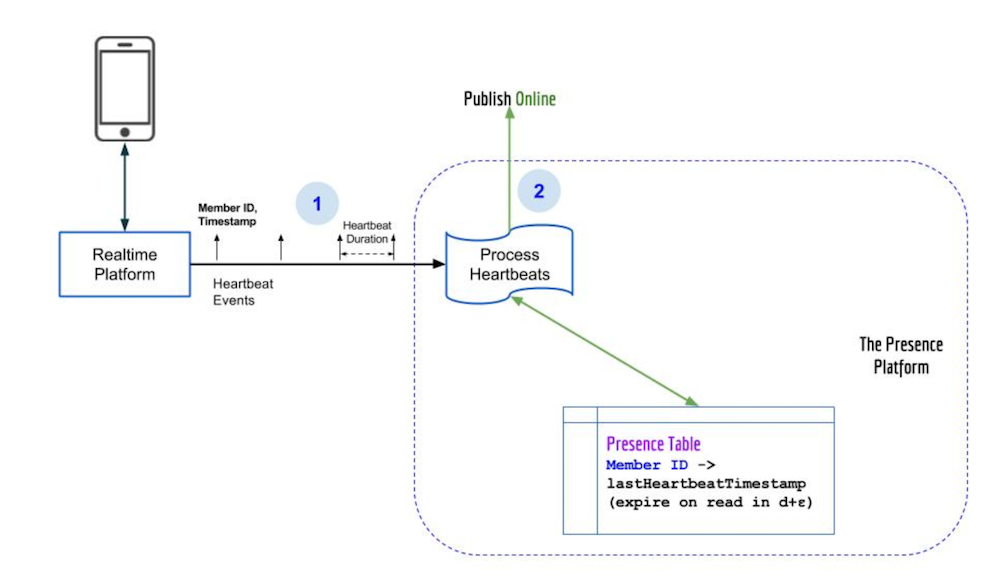 Publish Online
1
2
Member ID,
Timestamp
Heartbeat
Duration
Realtime
Platform
Process
Heartbeats
Heartbeat
Events
The Presence
Platform
Presence Table
Member ID ->
lastHeartbeatTimestamp
(expire on read in d+ε)